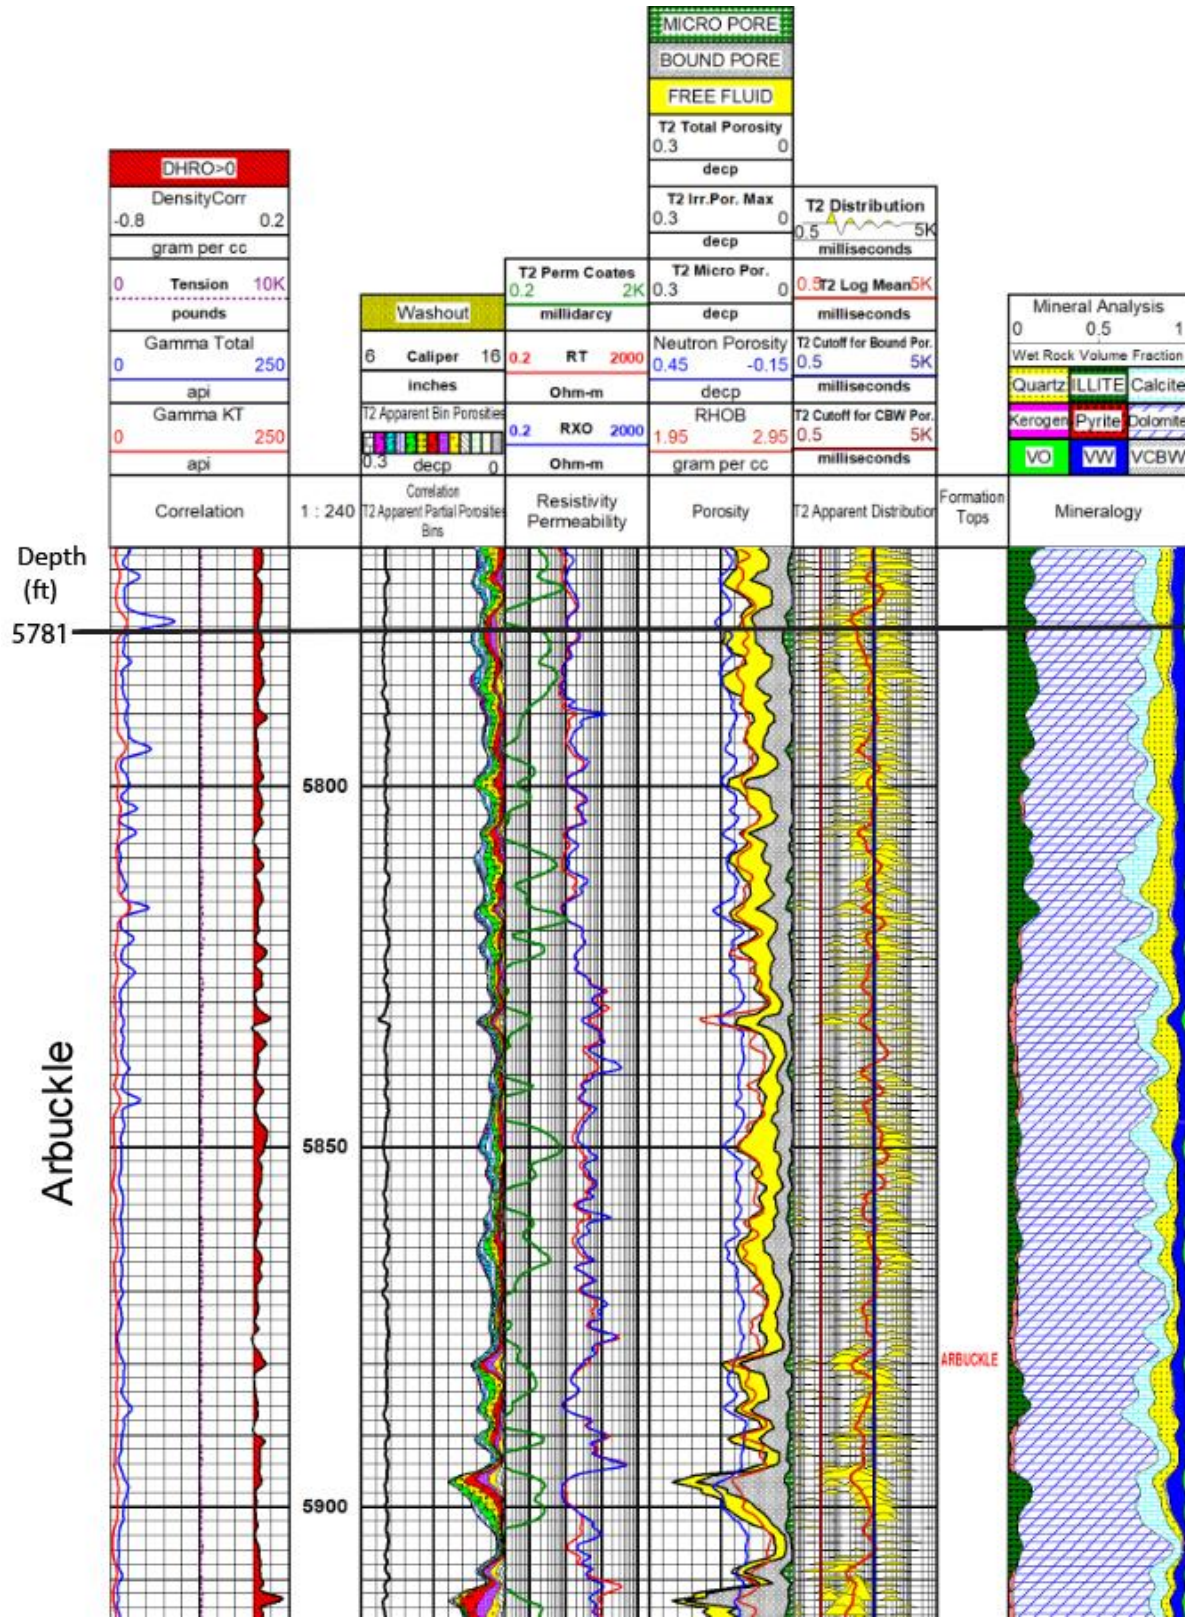 MICRO PORE
BOUND PORE
FREE FLUID
T2 Total Porosity
0.3 0
decp
T2 Irr.Por. Max
0.3 0
decp
T2 Micro Por.
0.3 0
decp
Neutron Porosity
0.45 -0.15
decp
RHOB
1.95 2.95
gram per cc
Porosity
DHRO>0
DensityCorr
-0.8 0.2
gram per cc
0 Tension 10K
pounds
Gamma Total
0 250
api
Gamma KT
0 250
api
Correlation
1 : 240
Washout
6 Caliper 16
inches
T2 Apparent Bin Porosities
0.3 decp 0
Correlation
T2 Apparent Partial Porosites
Bins
T2 Perm Coates
0.2 2K
millidarcy
0.2 RT 2000
Ohm-m
0.2 RXO 2000
Ohm-m
Resistivity
Permeability
T2 Distribution
0.5 5K
milliseconds
0.5 T2 Log Mean 5K
milliseconds
T2 Cutoff for Bound Por.
0.5 5K
milliseconds
T2 Cutoff for CBW Por.
0.5 5K
milliseconds
T2 Apparent Distribution
Formation
Tops
Mineral Analysis
0 0.5 1
Wet Rock Volume Fraction
Quartz ILLITE Calcite
Kerogen Pyrite Dolomite
VO VW VCBW
Mineralogy
Depth
(ft)
5781
5800
5850
Arbuckle
ARBUCKLE
5900